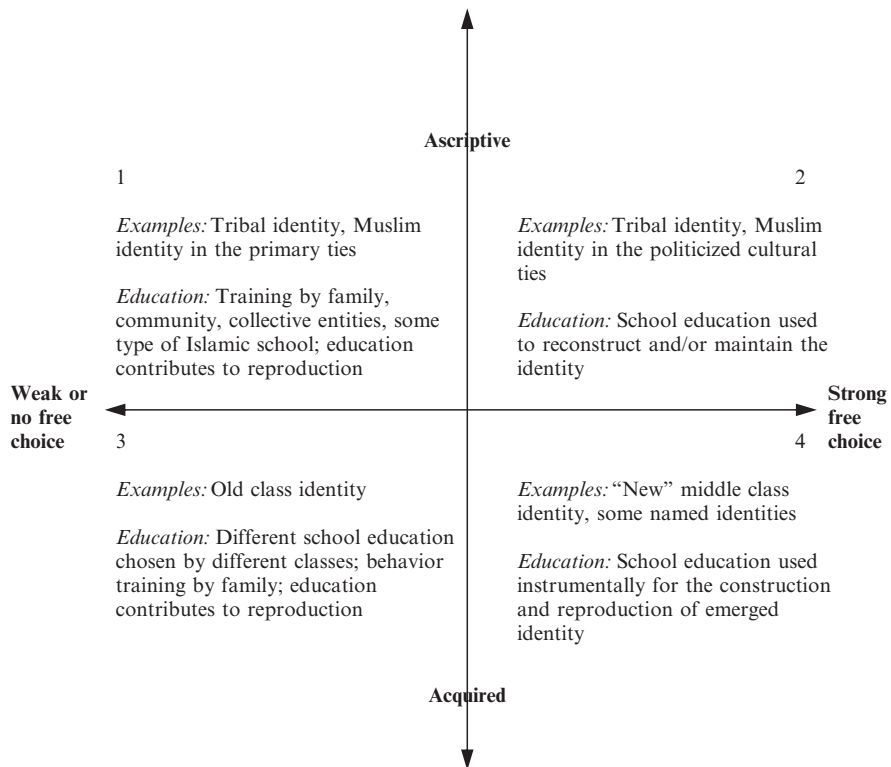 Ascriptive
1
Examples: Tribal identity, Muslim
identity in the primary ties
Education: Training by family,
community, collective entities, some
type of Islamic school; education
contributes to reproduction
2
Examples: Tribal identity, Muslim
identity in the politicized cultural
ties
Education: School education used
to reconstruct and/or maintain the
identity
Weak or
no free
choice
Strong
free
choice
3
Examples: Old class identity
Education: Different school education
chosen by different classes; behavior
training by family; education
contributes to reproduction
4
Examples: “New” middle class
identity, some named identities
Education: School education used
instrumentally for the construction
and reproduction of emerged
identity
Acquired